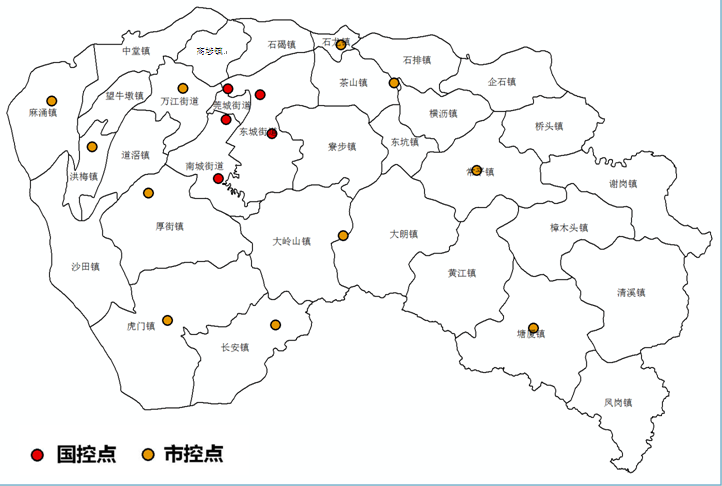 石龙镇
石碣镇
中堂镇
石排镇
茶山镇
企石镇
望牛墩镇
万江街道
莞城街道
麻涌镇
横沥镇
桥头镇
东城街道
东坑镇
寮步镇
道滘镇
南城街道
洪梅镇
常平镇
谢岗镇
厚街镇
樟木头镇
大岭山镇
大朗镇
沙田镇
黄江镇
清溪镇
虎门镇
塘厦镇
长安镇
凤岗镇
国控点
市控点